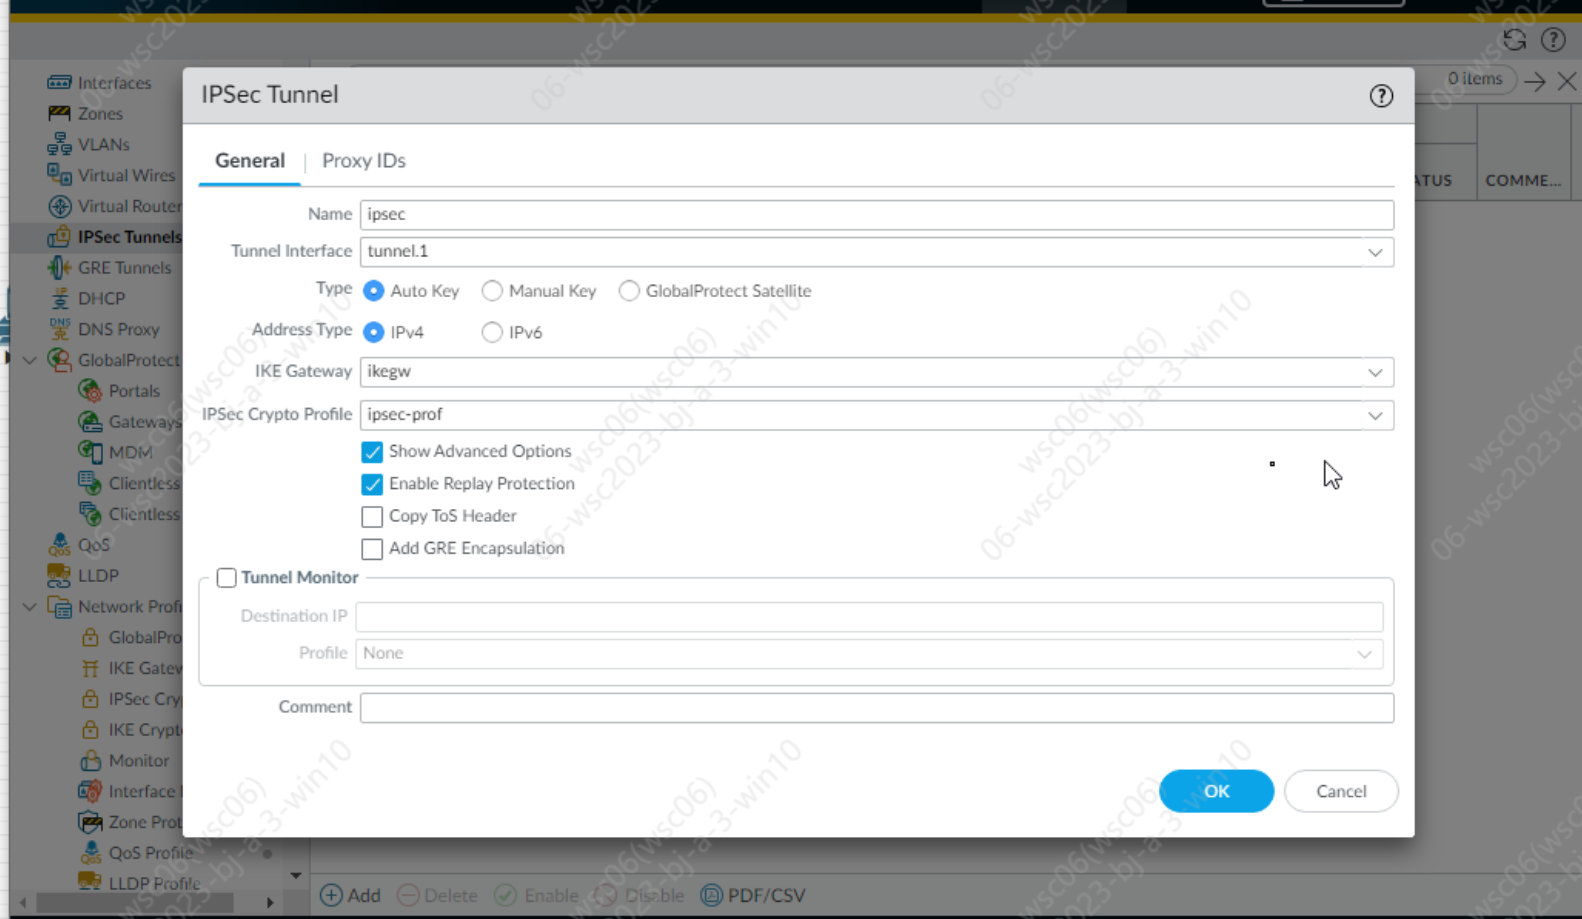 0 items
Interfaces
Zones
VLANs
Virtual Wires
Virtual Router
IPSec Tunnels
GRE Tunnels
DHCP
DNS Proxy
GlobalProtect
Portals
Gateways
MDM
Clientless
Clientless
QoS
LLDP
Network Profi
GlobalPro
IKE Gatew
IPSec Cry
IKE Crypt
Monitor
Interface
Zone Prot
QoS Profile
LLDP Profile
IPSec Tunnel
General
Proxy IDs
Name ipsec
Tunnel Interface tunnel.1
Type Auto Key Manual Key GlobalProtect Satellite
Address Type IPv4 IPv6
IKE Gateway ikegw
IPSec Crypto Profile ipsec-prof
Show Advanced Options
Enable Replay Protection
Copy ToS Header
Add GRE Encapsulation
Tunnel Monitor
Destination IP
Profile None
Comment
OK Cancel
ATUS COMME...
Add Delete Enable Disable PDF/CSV
wsc06(wsc06)
06-wsc2023-bj-a-3-win10